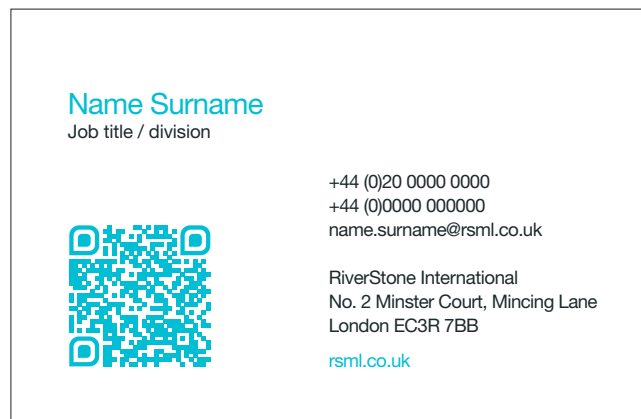 Name Surname
Job title / division
+44 (0)20 0000 0000
+44 (0)0000 000000
name.surname@rsml.co.uk
RiverStone International
No. 2 Minster Court, Mincing Lane
London EC3R 7BB
rsml.co.uk